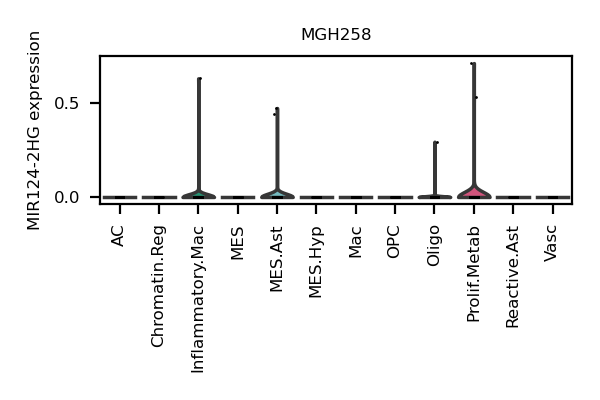 MGH258
MIR124-2HG expression
0.5
0.0
AC
Chromatin.Reg
Inflammatory.Mac
MES
MES.Ast
MES.Hyp
Mac
OPC
Oligo
Prolif.Metab
Reactive.Ast
Vasc